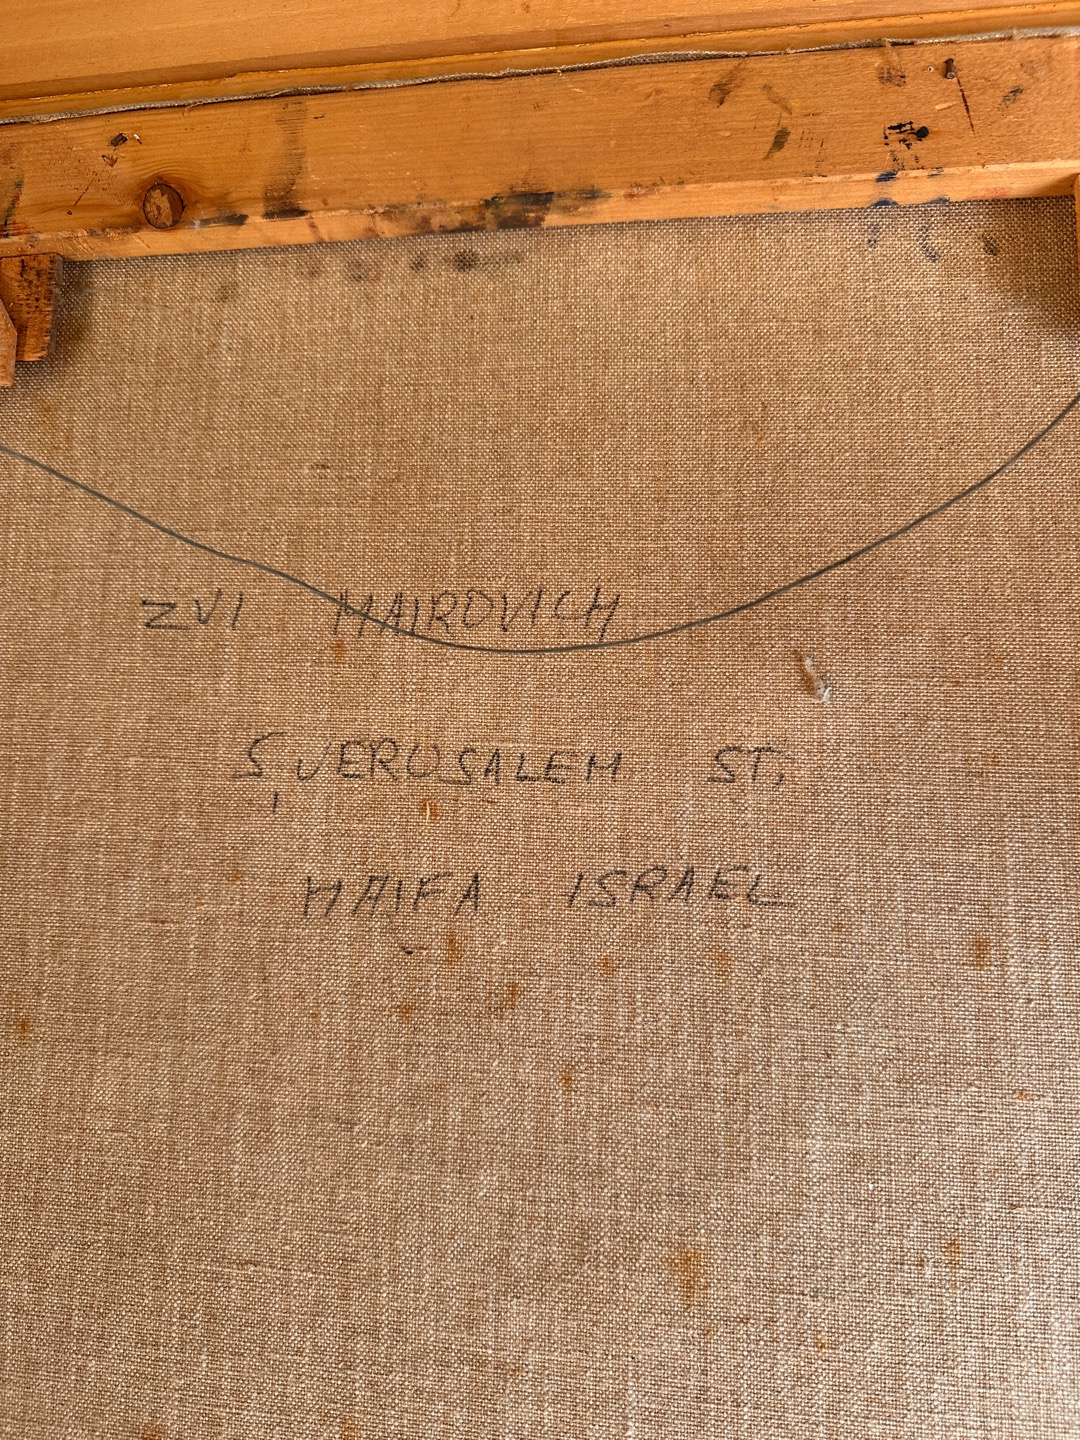 ZVI MAIROVICH
5, JERUSALEM ST.
HAIFA ISRAEL